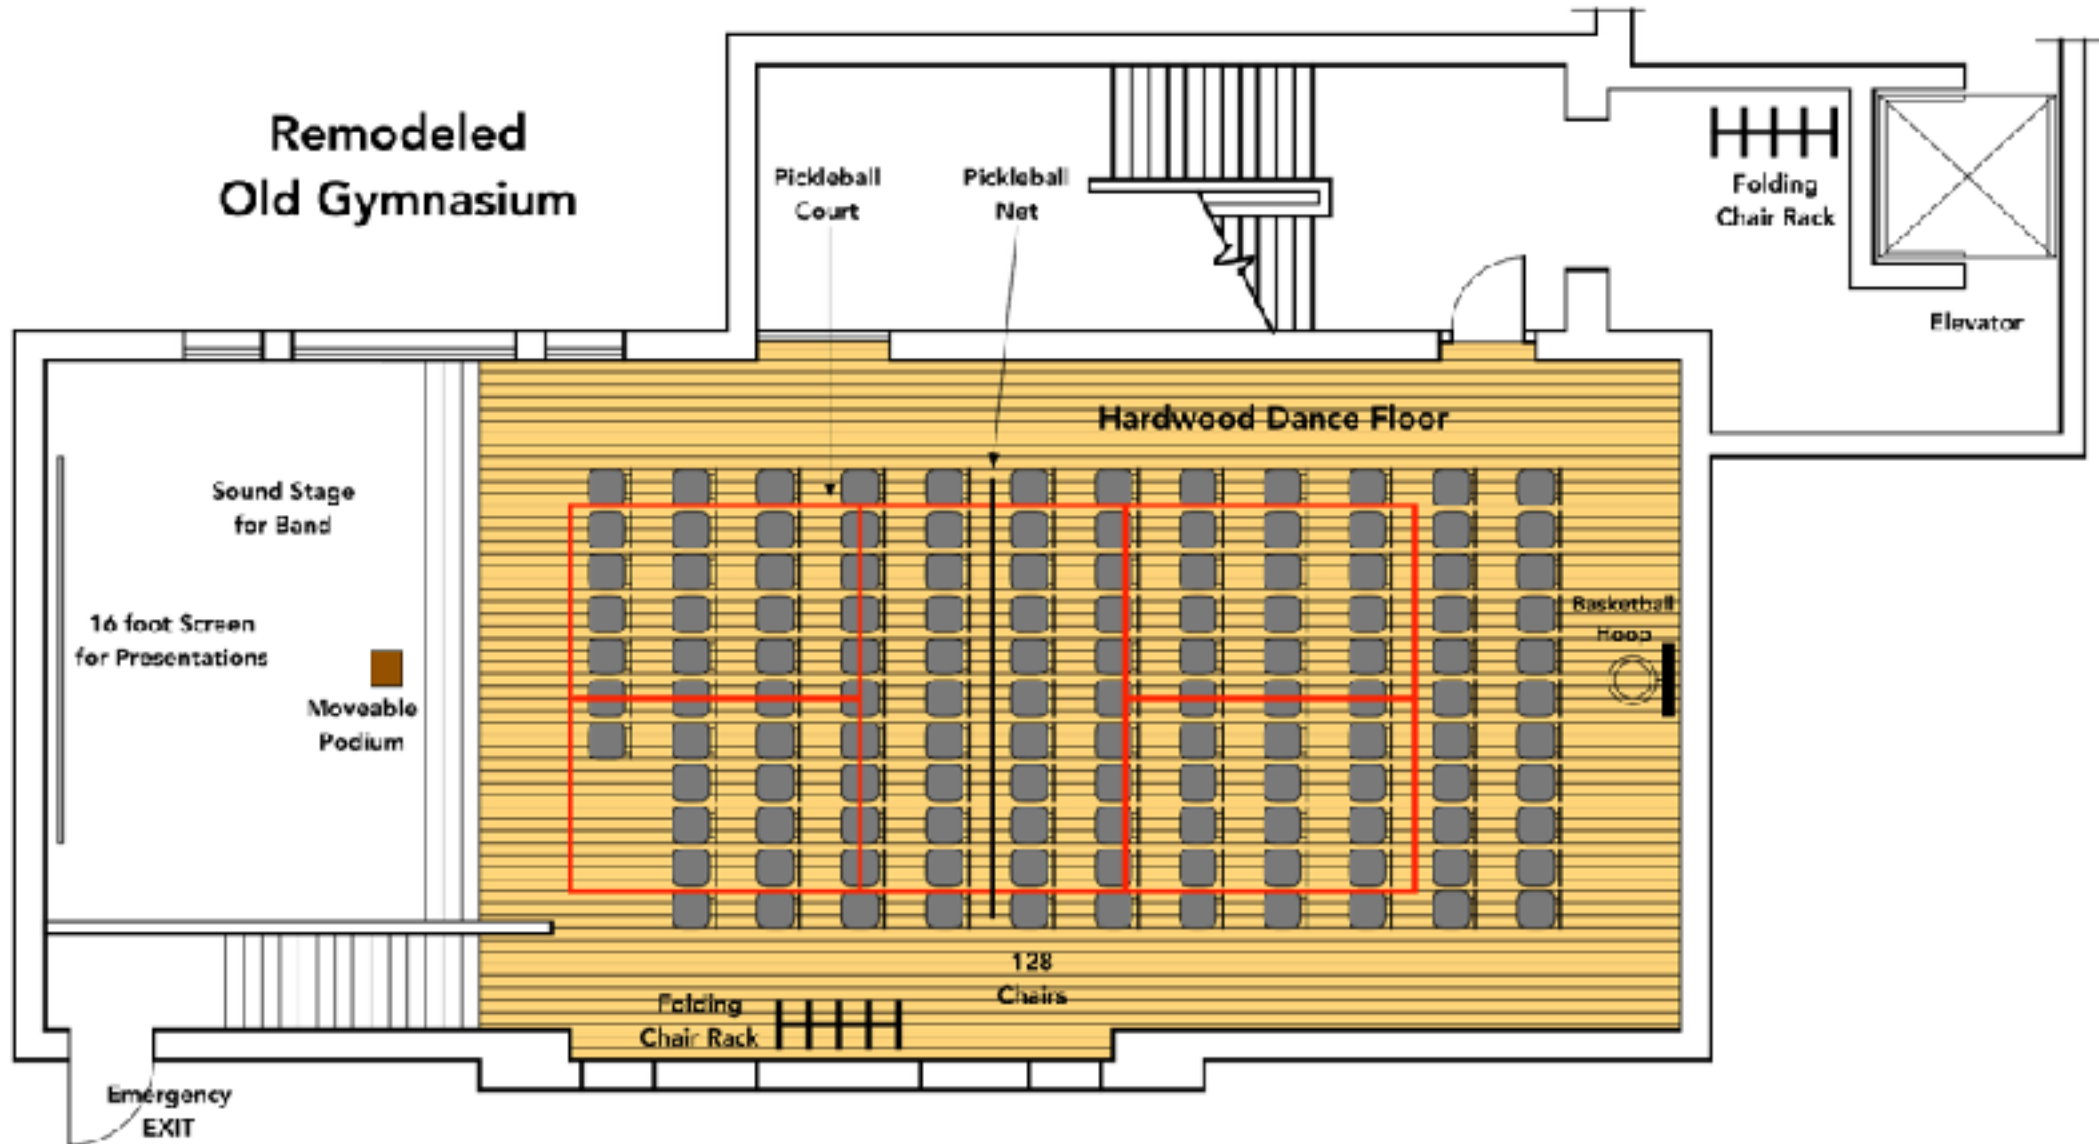 Remodeled
Old Gymnasium
Pickleball
Court
Pickleball
Net
Folding
Chair Rack
Elevator
Hardwood Dance Floor
Sound Stage
for Band
16 foot Screen
for Presentations
Moveable
Podium
Basketball
Hoop
128
Chairs
Folding
Chair Rack
Emergency
EXIT